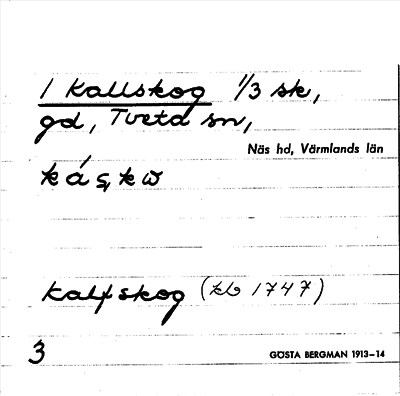 1 Kallskog 1/3 sk,
gd, Tveta sn,
Näs hd, Värmlands län
Kalfskog (kb 1747)
3
GÖSTA BERGMAN 1913–14